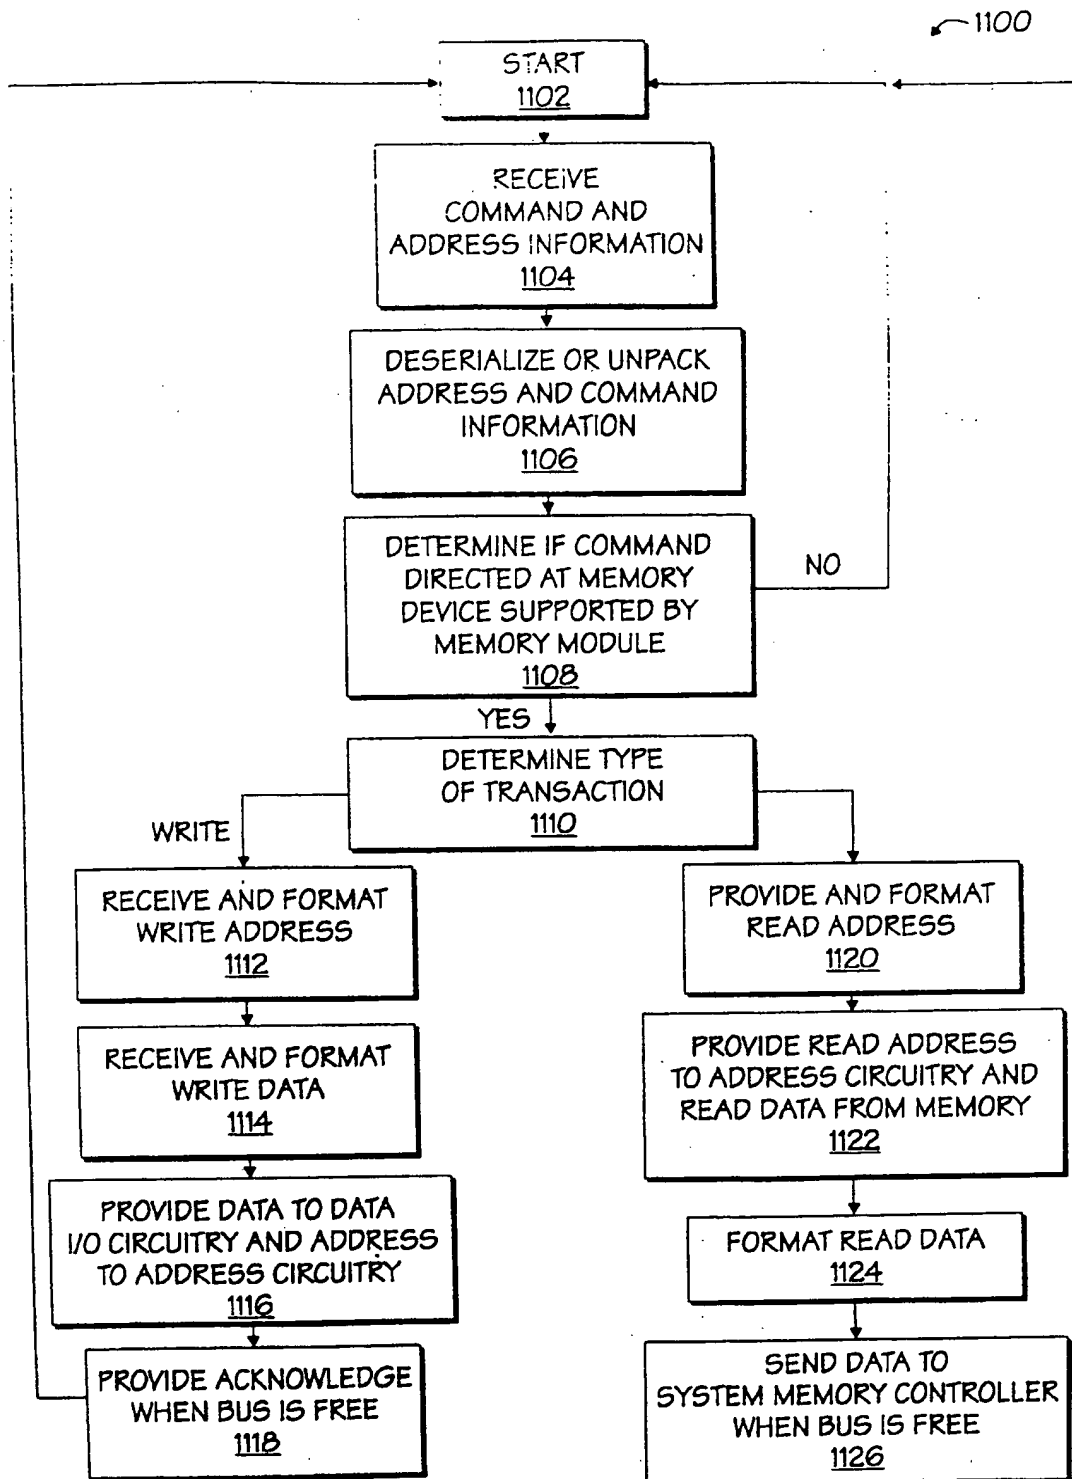 1100
START
1102
RECEIVE
COMMAND AND
ADDRESS INFORMATION
1104
DESERIALIZE OR UNPACK
ADDRESS AND COMMAND
INFORMATION
1106
DETERMINE IF COMMAND
DIRECTED AT MEMORY
DEVICE SUPPORTED BY
MEMORY MODULE
1108
NO
YES
DETERMINE TYPE
OF TRANSACTION
1110
WRITE
RECEIVE AND FORMAT
WRITE ADDRESS
1112
RECEIVE AND FORMAT
WRITE DATA
1114
PROVIDE DATA TO DATA
I/O CIRCUITRY AND ADDRESS
TO ADDRESS CIRCUITRY
1116
PROVIDE ACKNOWLEDGE
WHEN BUS IS FREE
1118
PROVIDE AND FORMAT
READ ADDRESS
1120
PROVIDE READ ADDRESS
TO ADDRESS CIRCUITRY AND
READ DATA FROM MEMORY
1122
FORMAT READ DATA
1124
SEND DATA TO
SYSTEM MEMORY CONTROLLER
WHEN BUS IS FREE
1126